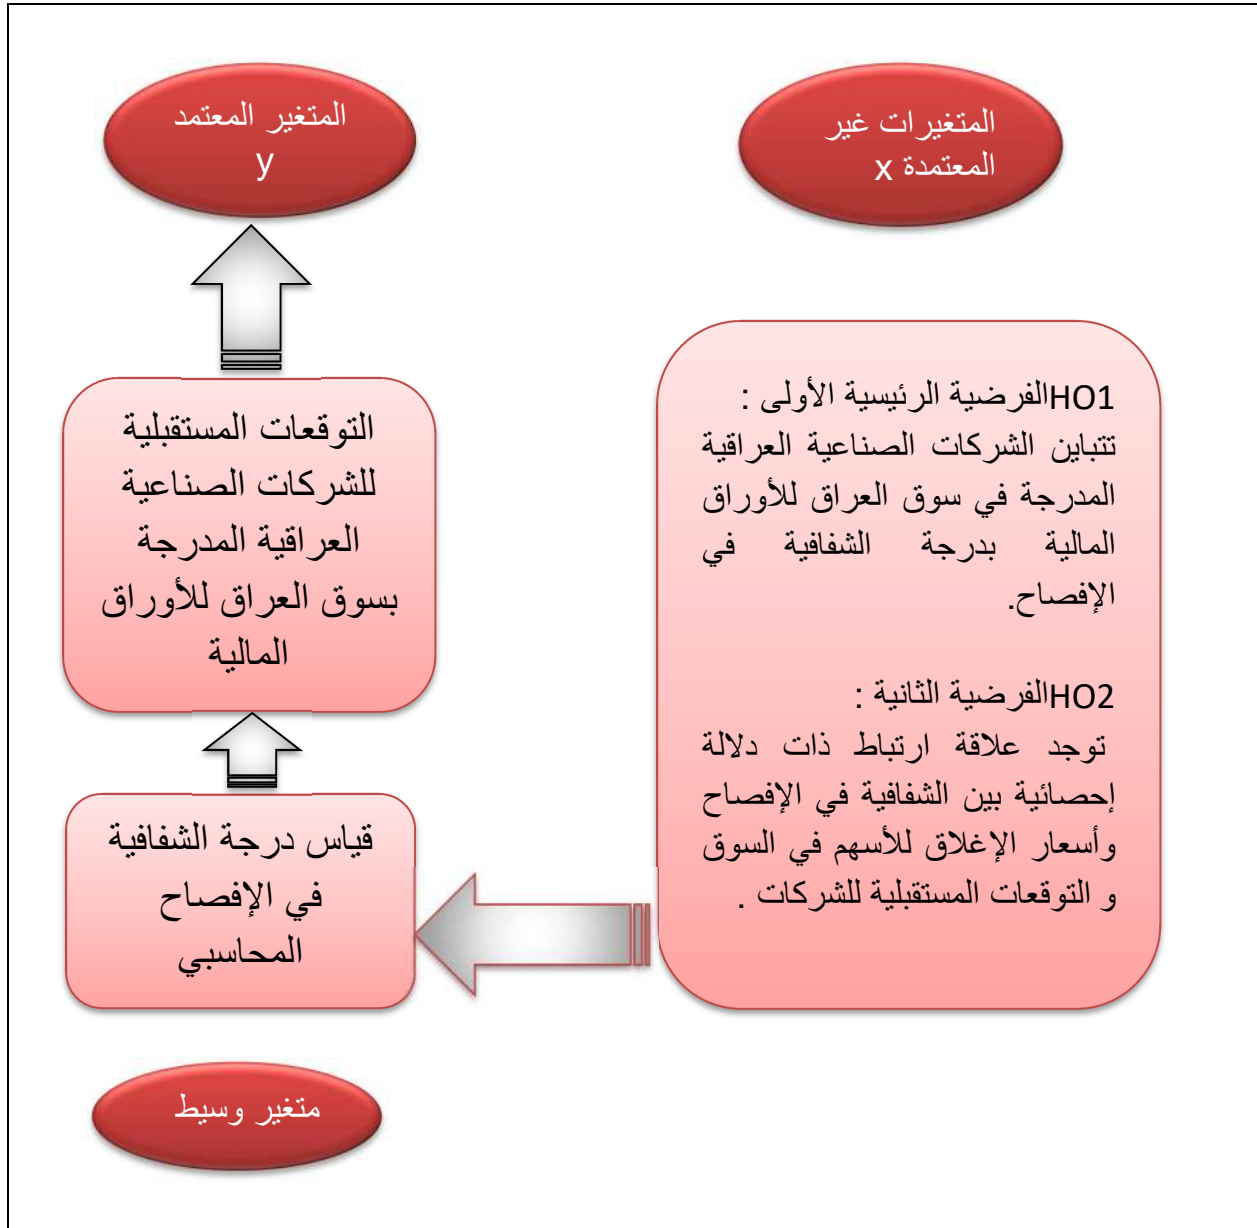 المتغيرات غير
المعتمدة x
المتغير المعتمد
y
HO1الفرضية الرئيسية الأولى :
تتباين الشركات الصناعية العراقية
المدرجة في سوق العراق للأوراق
المالية بدرجة الشفافية في
الإفصاح.
HO2الفرضية الثانية :
توجد علاقة ارتباط ذات دلالة
إحصائية بين الشفافية في الإفصاح
وأسعار الإغلاق للأسهم في السوق
و التوقعات المستقبلية للشركات .
التوقعات المستقبلية
للشركات الصناعية
العراقية المدرجة
بسوق العراق للأوراق
المالية
قياس درجة الشفافية
في الإفصاح
المحاسبي
متغير وسيط